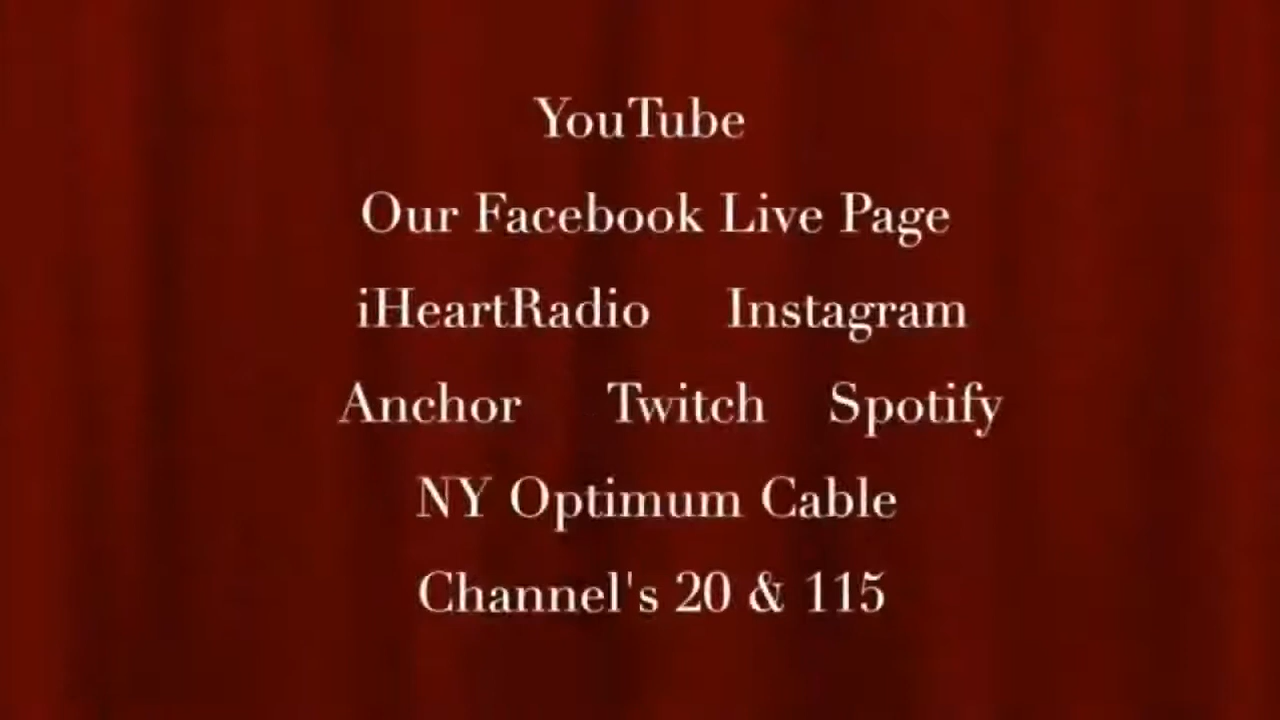 YouTube
Our Facebook Live Page
iHeartRadio Instagram
Anchor Twitch Spotify
NY Optimum Cable
Channel's 20 & 115